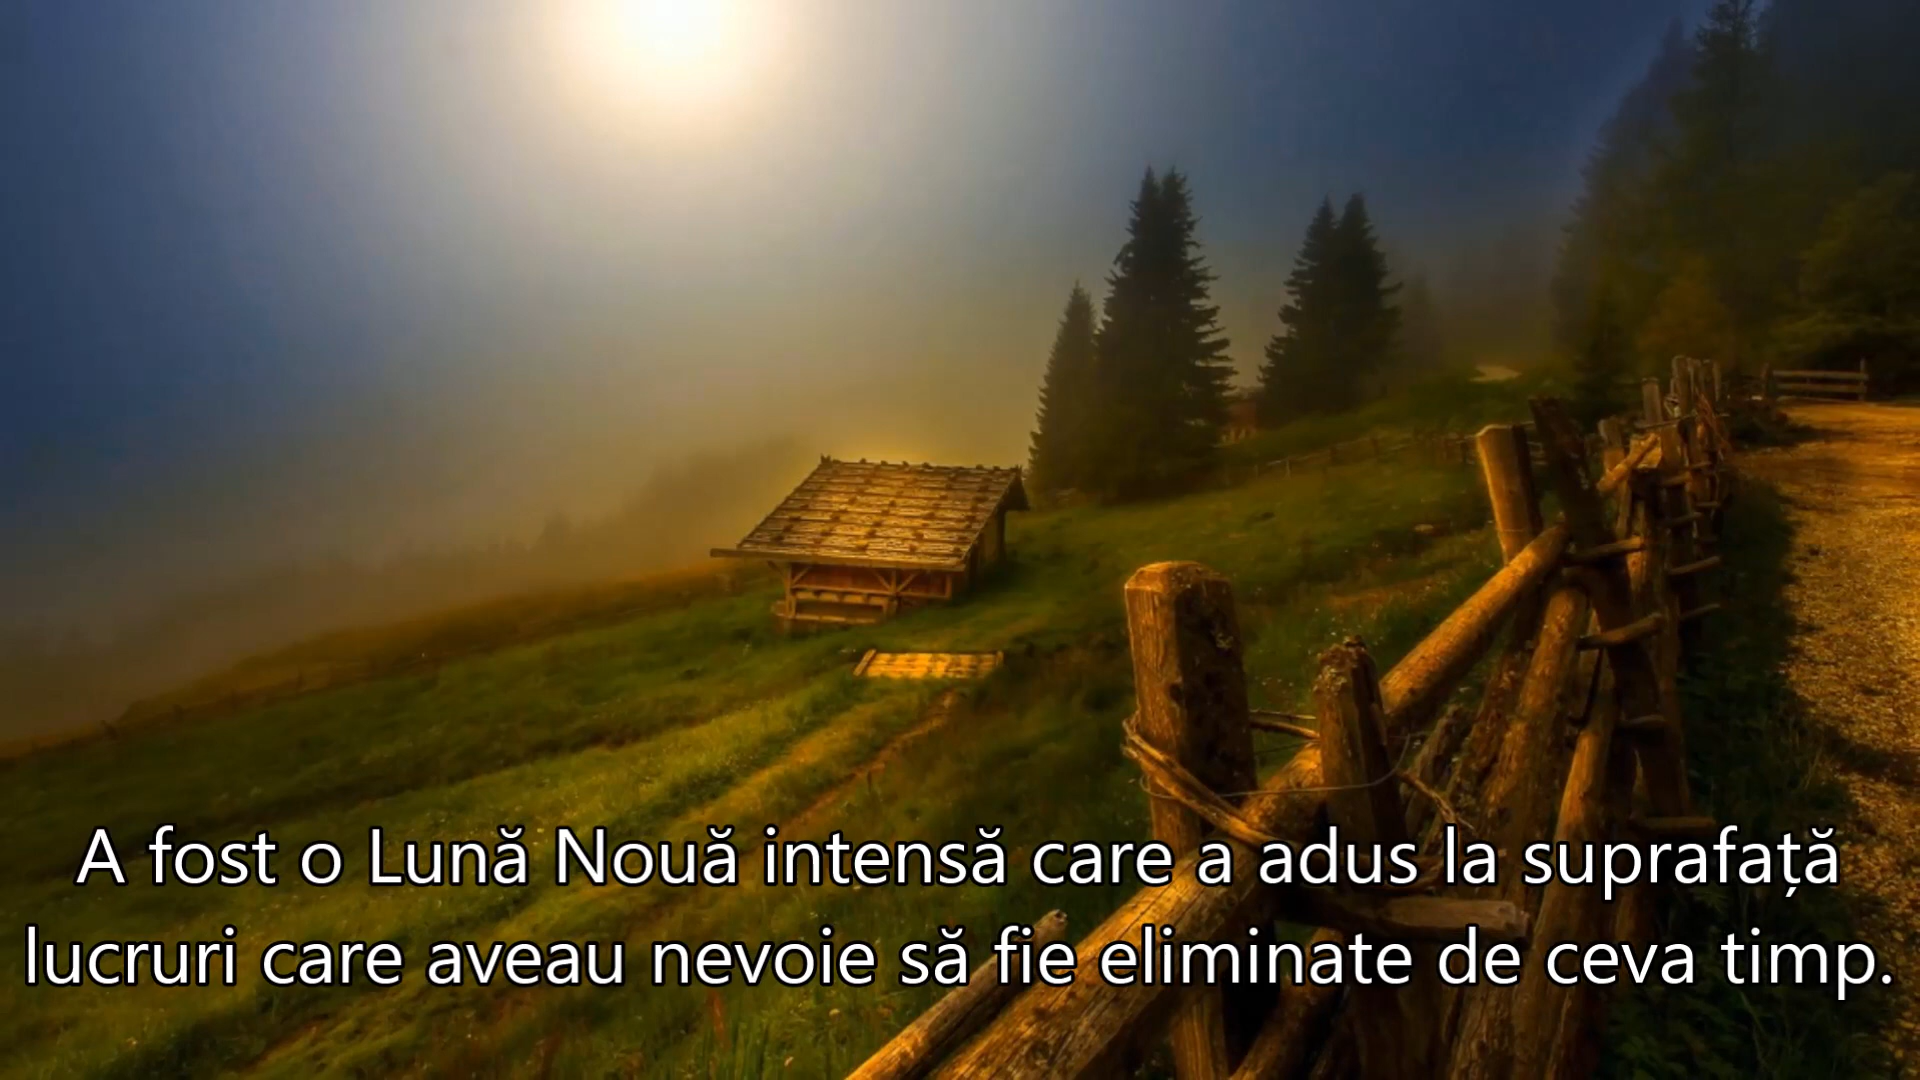 A fost o Lună Nouă intensă care a adus la suprafață
lucruri care aveau nevoie să fie eliminate de ceva timp.